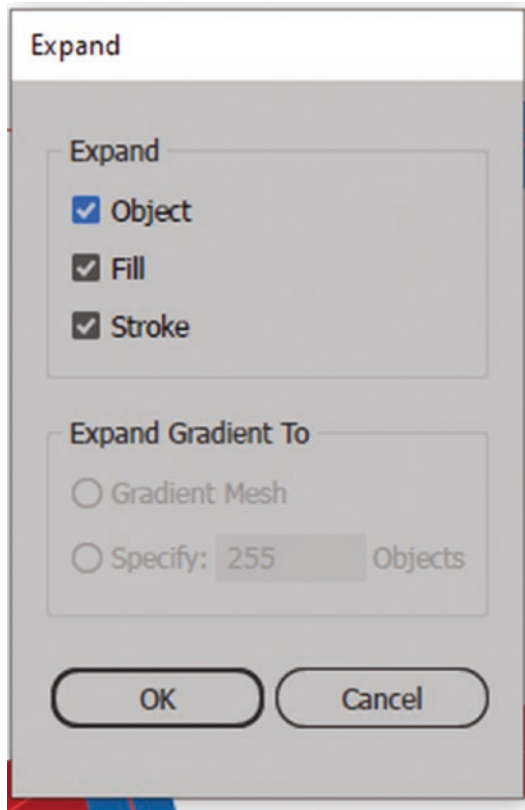 Expand
Expand
Object
Fill
Stroke
Expand Gradient To
Gradient Mesh
Specify: 255 Objects
OK Cancel